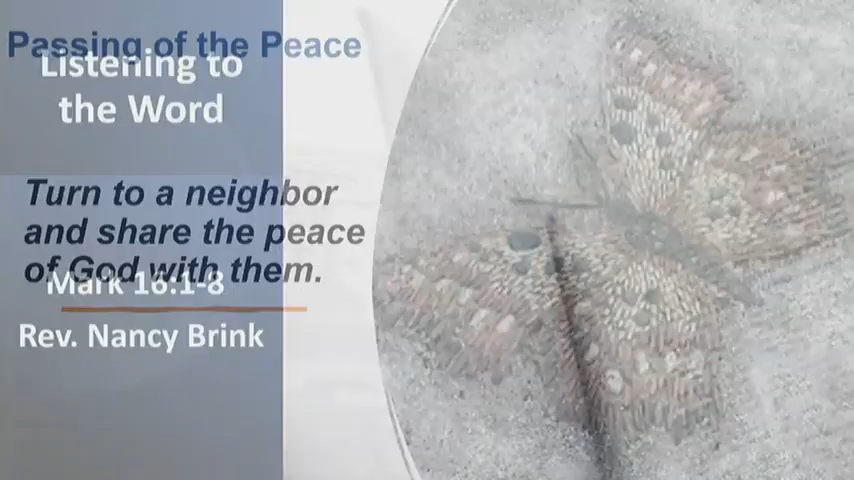 Passing of the Peace
Listening to
the Word
Turn to a neighbor
and share the peace
of God with them.
Mark 16:1-8
Rev. Nancy Brink